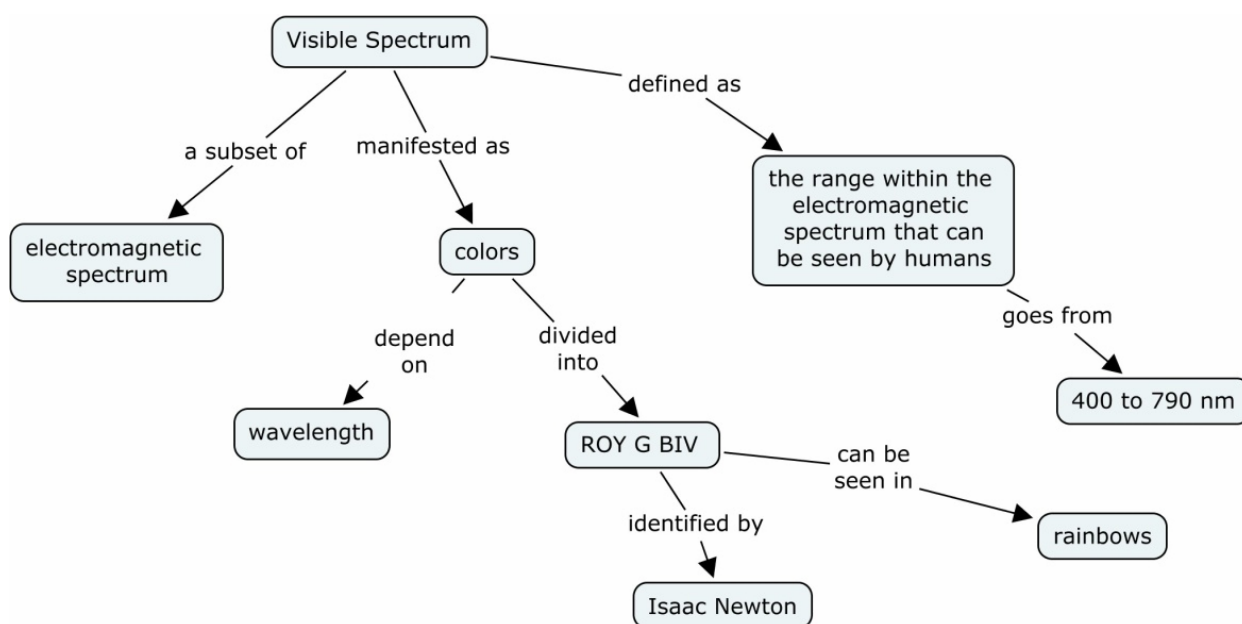 Visible Spectrum
defined as
a subset of
manifested as
the range within the
electromagnetic
spectrum that can
be seen by humans
electromagnetic
spectrum
colors
goes from
depend
on
divided
into
400 to 790 nm
wavelength
ROY G BIV
can be
seen in
identified by
rainbows
Isaac Newton